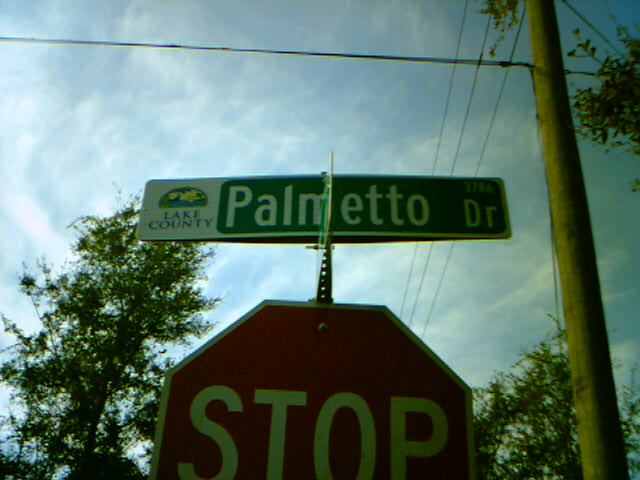 LAKE
COUNTY
Palmetto Dr
3786
STOP